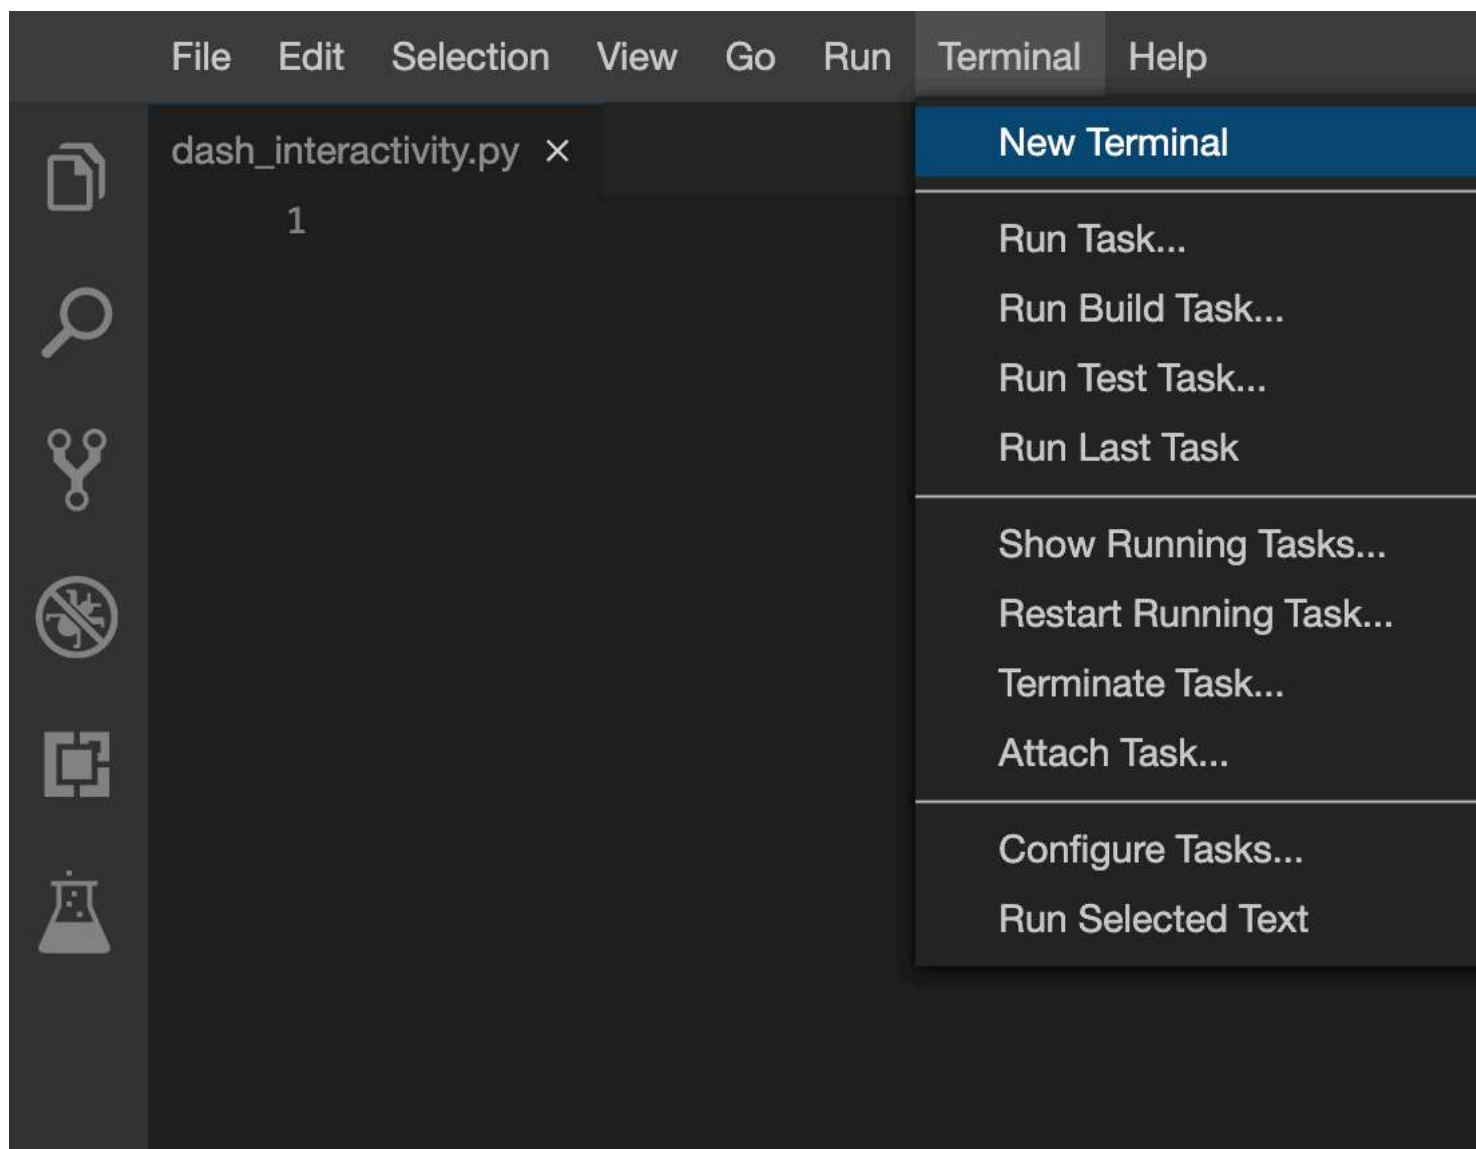 File Edit Selection View Go Run Terminal Help
dash_interactivity.py ×
1
New Terminal
Run Task...
Run Build Task...
Run Test Task...
Run Last Task
Show Running Tasks...
Restart Running Task...
Terminate Task...
Attach Task...
Configure Tasks...
Run Selected Text